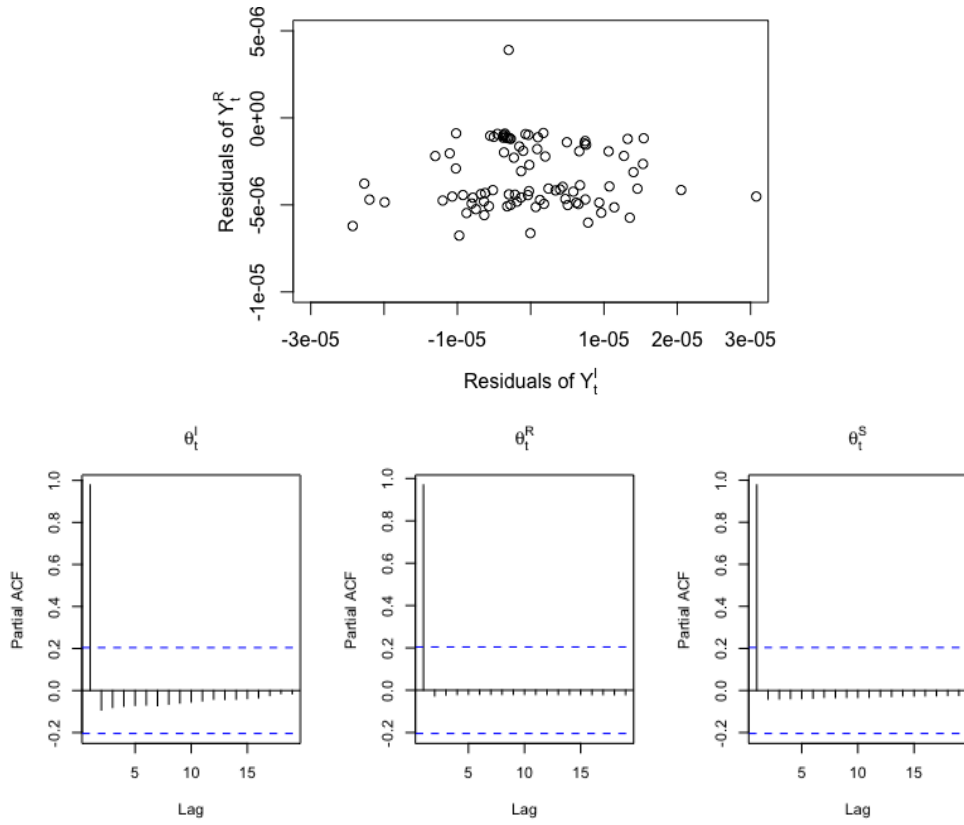 5e-06
0e+00
-5e-06
-1e-05
Residuals of Y_t^R
-3e-05 -1e-05 1e-05 2e-05 3e-05
Residuals of Y_t^I
θ_t^I
1.0
0.8
0.6
0.4
0.2
0.0
-0.2
Partial ACF
5 10 15
Lag
θ_t^R
1.0
0.8
0.6
0.4
0.2
0.0
-0.2
Partial ACF
5 10 15
Lag
θ_t^S
1.0
0.8
0.6
0.4
0.2
0.0
-0.2
Partial ACF
5 10 15
Lag